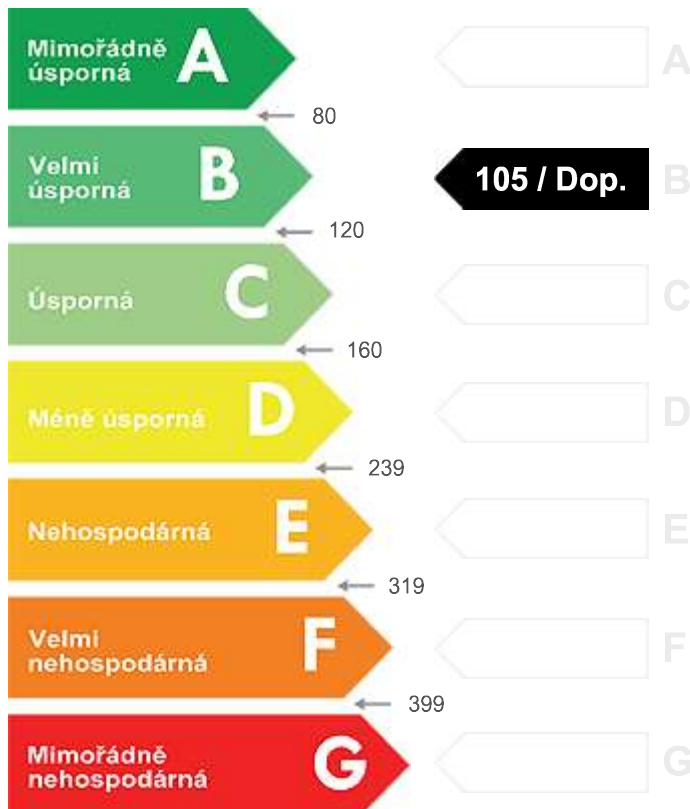 Mimořádně
úsporná
A
A
80
Velmi
úsporná
B
105 / Dop.
B
120
Úsporná
C
C
160
Méně úsporná
D
D
239
Nehospodárná
E
E
319
Velmi
nehospodárná
F
F
399
Mimořádně
nehospodárná
G
G